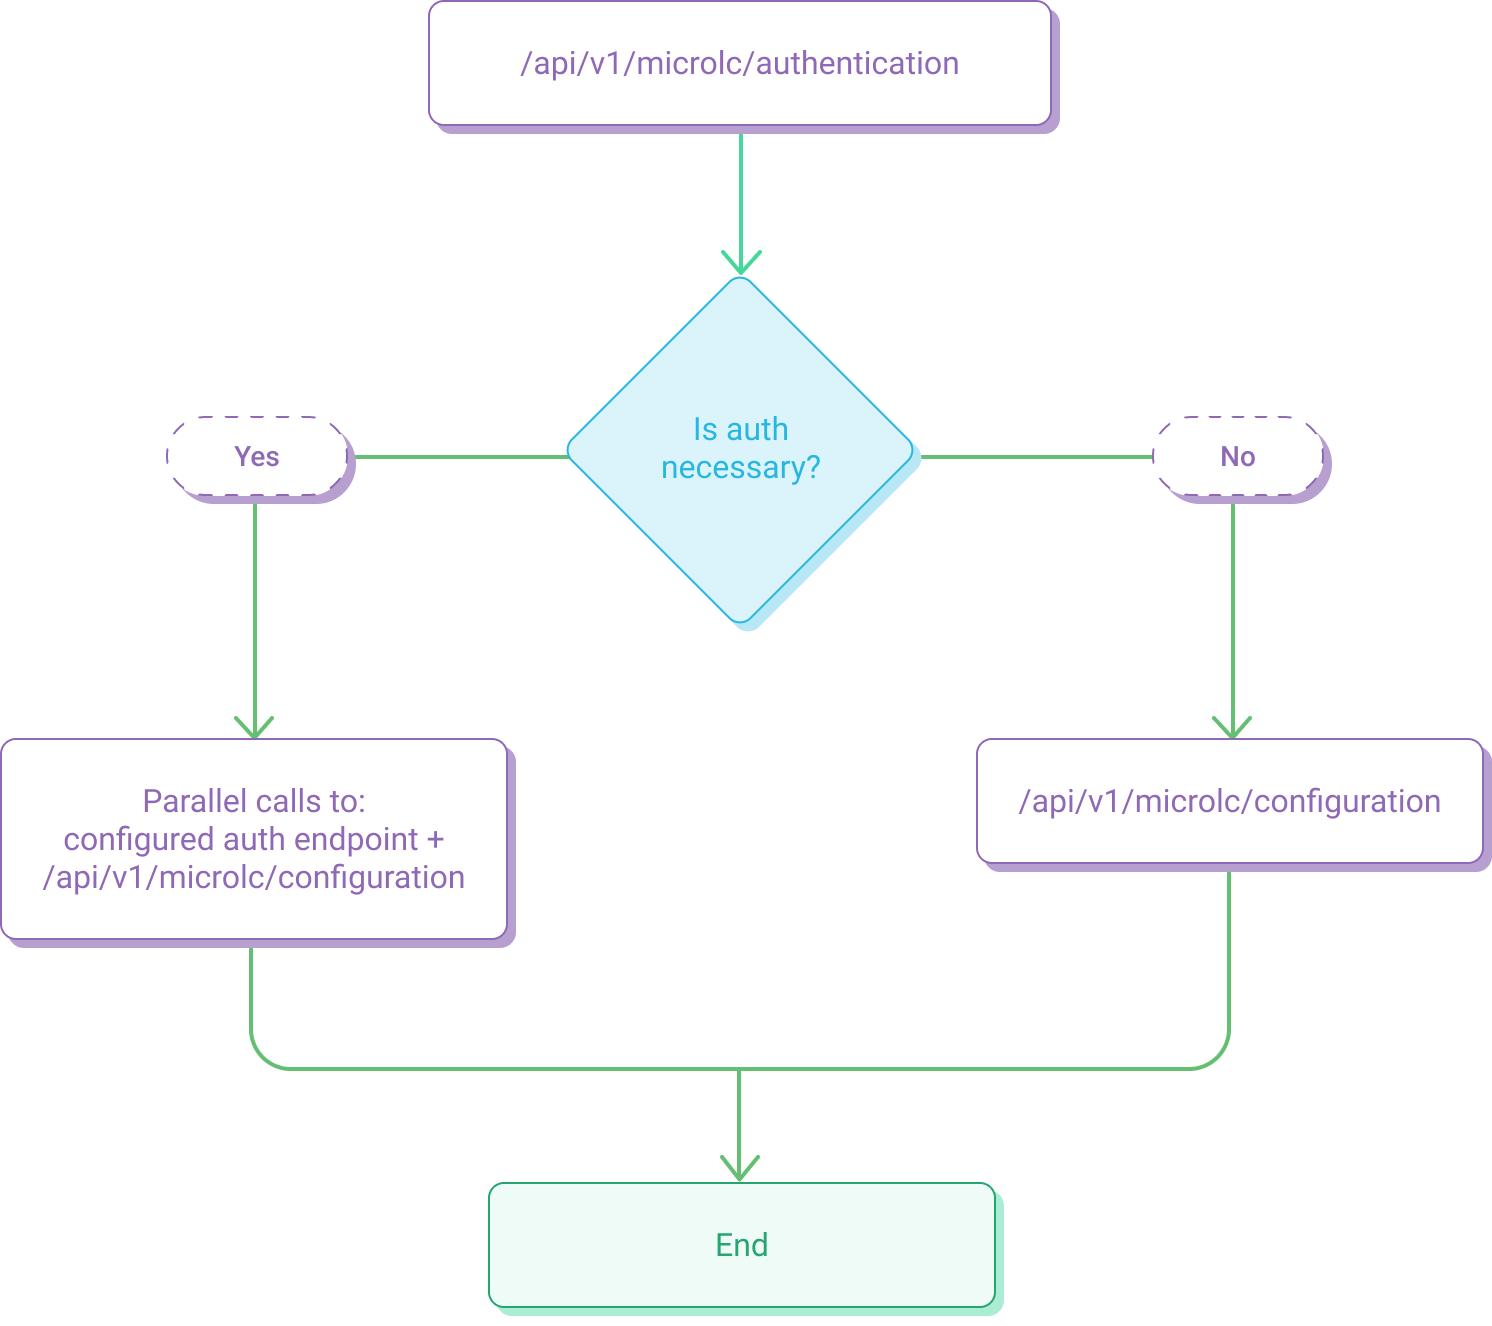 /api/v1/microlc/authentication
Is auth
necessary?
Yes
No
Parallel calls to:
configured auth endpoint +
/api/v1/microlc/configuration
/api/v1/microlc/configuration
End